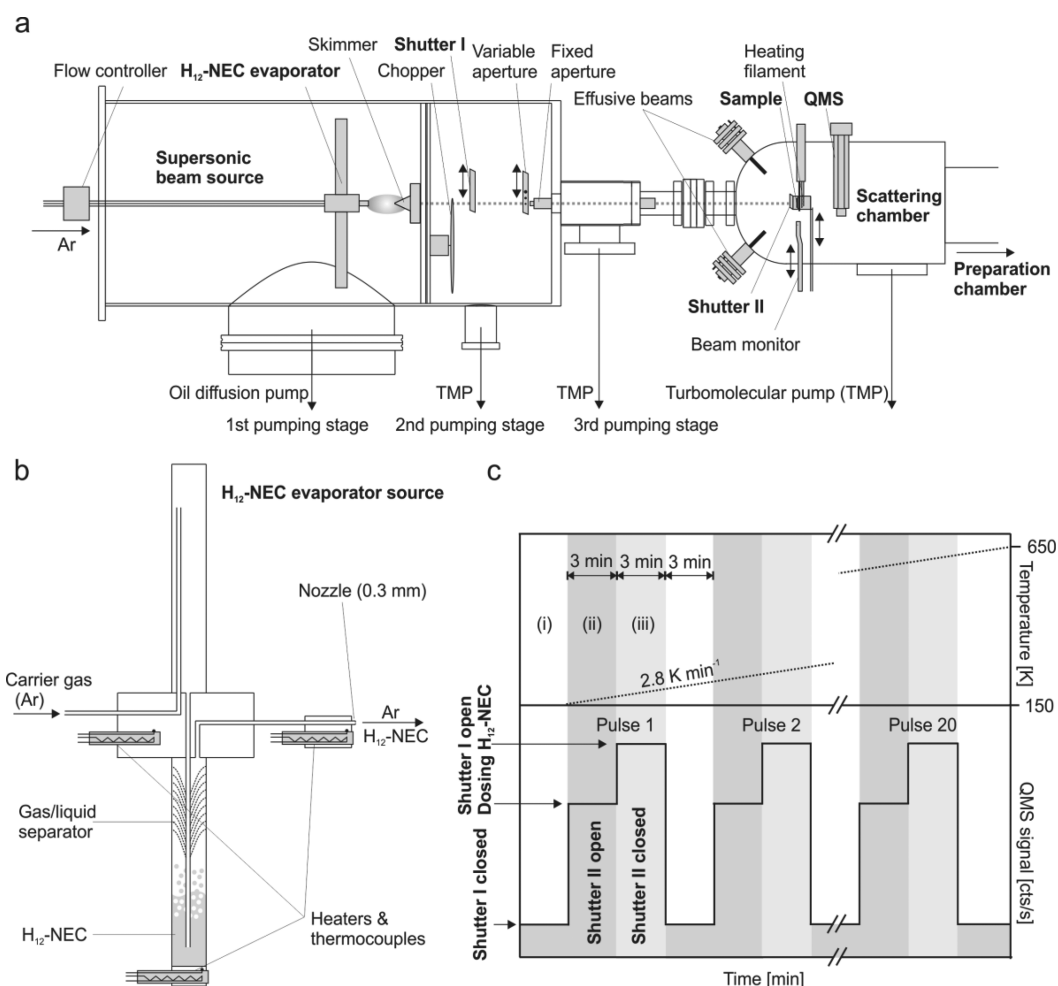 a
Flow controller
H₁₂-NEC evaporator
Skimmer
Shutter I
Chopper
Variable
aperture
Fixed
aperture
Effusive beams
Heating
filament
Sample
QMS
Supersonic
beam source
Scattering
chamber
Ar
Preparation
chamber
Shutter II
Beam monitor
Oil diffusion pump
TMP
TMP
Turbomolecular pump (TMP)
1st pumping stage
2nd pumping stage
3rd pumping stage
b
H₁₂-NEC evaporator source
Nozzle (0.3 mm)
Carrier gas
(Ar)
Ar
H₁₂-NEC
Gas/liquid
separator
H₁₂-NEC
Heaters &
thermocouples
c
3 min
3 min
3 min
(i)
(ii)
(iii)
2.8 K min⁻¹
650
Temperature
[K]
150
Pulse 1
Pulse 2
Pulse 20
Shutter I open
Dosing H₁₂-NEC
Shutter I closed
Shutter II open
Shutter II closed
QMS signal [cts/s]
Time [min]